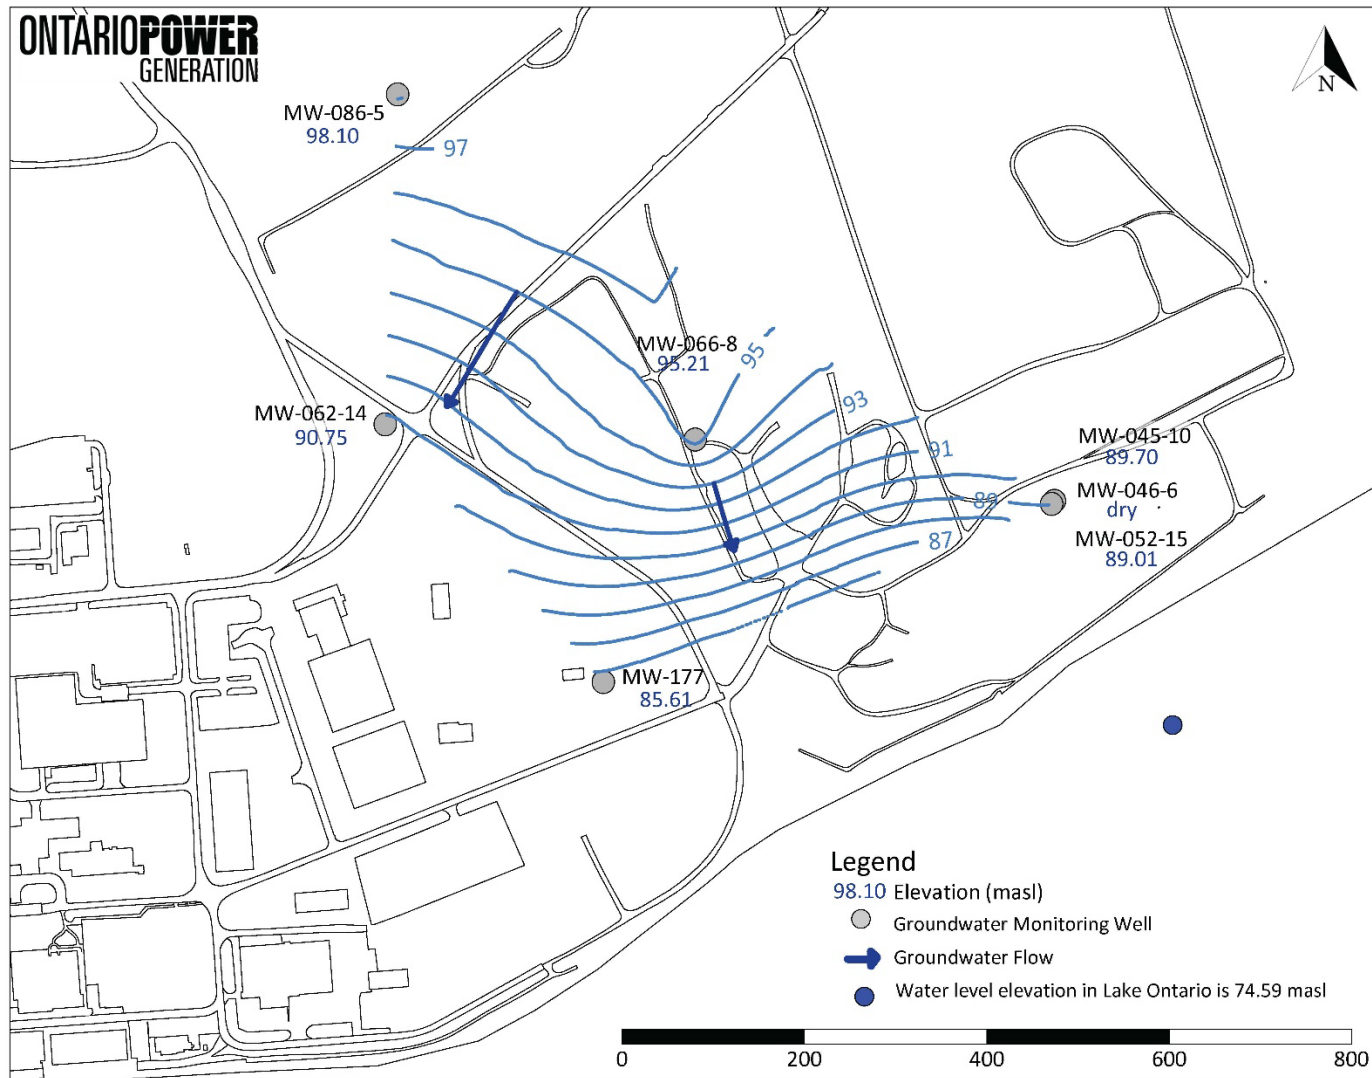 ONTARIOPOWER
GENERATION
N
MW-086-5
98.10
97
MW-066-8
95.21
95
93
MW-062-14
90.75
91
MW-045-10
89.70
89
MW-046-6
dry
MW-052-15
89.01
87
MW-177
85.61
Legend
98.10 Elevation (masl)
Groundwater Monitoring Well
Groundwater Flow
Water level elevation in Lake Ontario is 74.59 masl
0 200 400 600 800